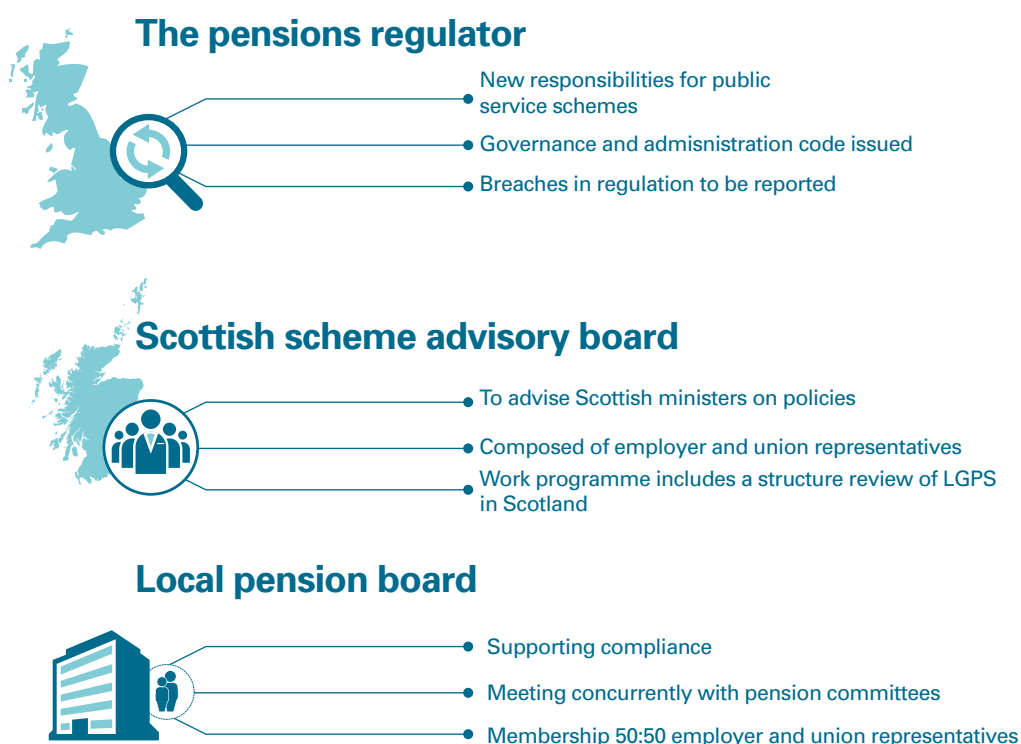 The pensions regulator
New responsibilities for public
service schemes
Governance and admisnistration code issued
Breaches in regulation to be reported
Scottish scheme advisory board
To advise Scottish ministers on policies
Composed of employer and union representatives
Work programme includes a structure review of LGPS
in Scotland
Local pension board
Supporting compliance
Meeting concurrently with pension committees
Membership 50:50 employer and union representatives